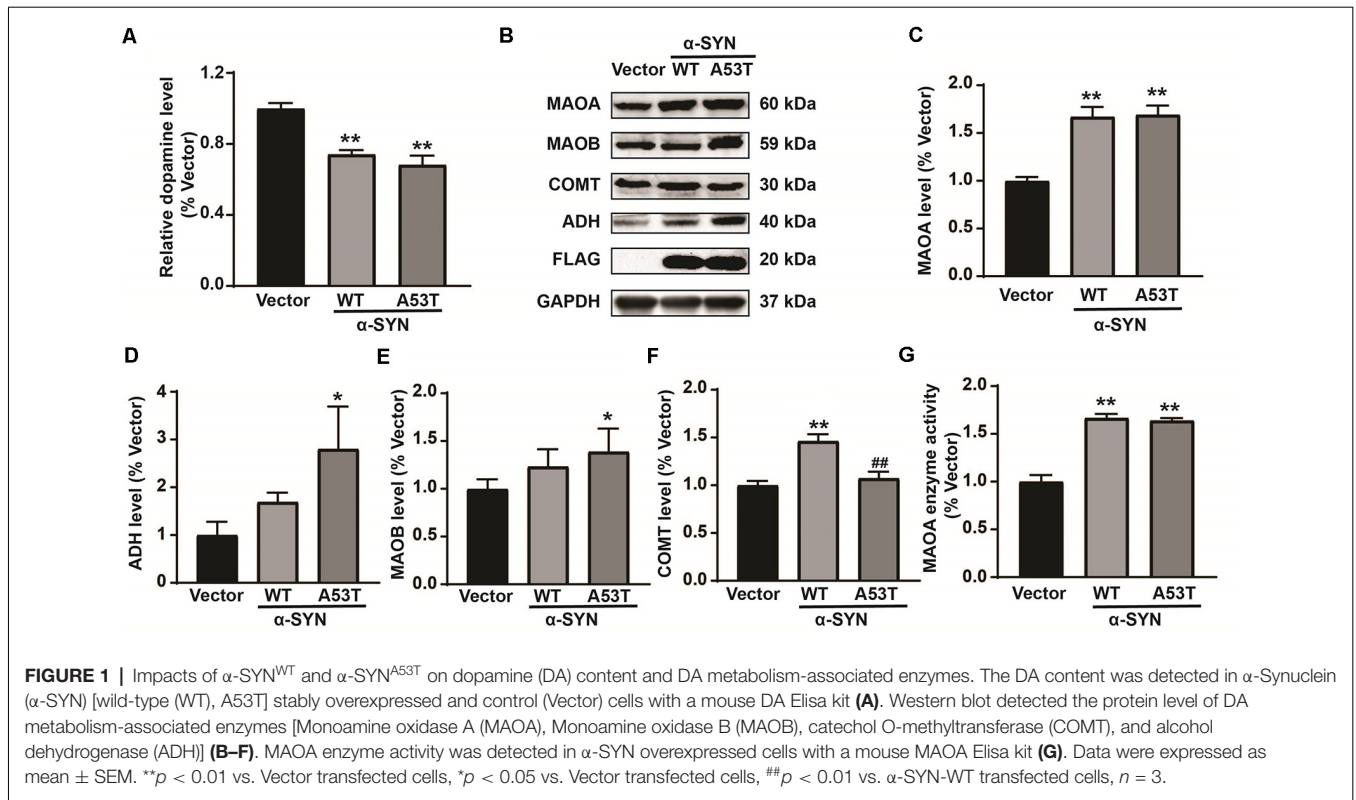 A
Relative dopamine level
(% Vector)
1.2
0.8
0.4
0.0
**
**
Vector
WT
A53T
α-SYN
B
α-SYN
Vector WT A53T
MAOA 60 kDa
MAOB 59 kDa
COMT 30 kDa
ADH 40 kDa
FLAG 20 kDa
GAPDH 37 kDa
C
MAOA level (% Vector)
2.0
1.5
1.0
0.5
0.0
**
**
Vector
WT
A53T
α-SYN
D
ADH level (% Vector)
4
3
2
1
0
*
Vector
WT
A53T
α-SYN
E
MAOB level (% Vector)
2.0
1.5
1.0
0.5
0.0
*
Vector
WT
A53T
α-SYN
F
COMT level (% Vector)
2.0
1.5
1.0
0.5
0.0
**
##
Vector
WT
A53T
α-SYN
G
MAOA enzyme activity
(% Vector)
2.0
1.5
1.0
0.5
0.0
**
**
Vector
WT
A53T
α-SYN
FIGURE 1 | Impacts of α-SYNWT and α-SYNA53T on dopamine (DA) content and DA metabolism-associated enzymes. The DA content was detected in α-Synuclein
(α-SYN) [wild-type (WT), A53T] stably overexpressed and control (Vector) cells with a mouse DA Elisa kit (A). Western blot detected the protein level of DA
metabolism-associated enzymes [Monoamine oxidase A (MAOA), Monoamine oxidase B (MAOB), catechol O-methyltransferase (COMT), and alcohol
dehydrogenase (ADH)] (B–F). MAOA enzyme activity was detected in α-SYN overexpressed cells with a mouse MAOA Elisa kit (G). Data were expressed as
mean ± SEM. **p < 0.01 vs. Vector transfected cells, *p < 0.05 vs. Vector transfected cells, ##p < 0.01 vs. α-SYN-WT transfected cells, n = 3.